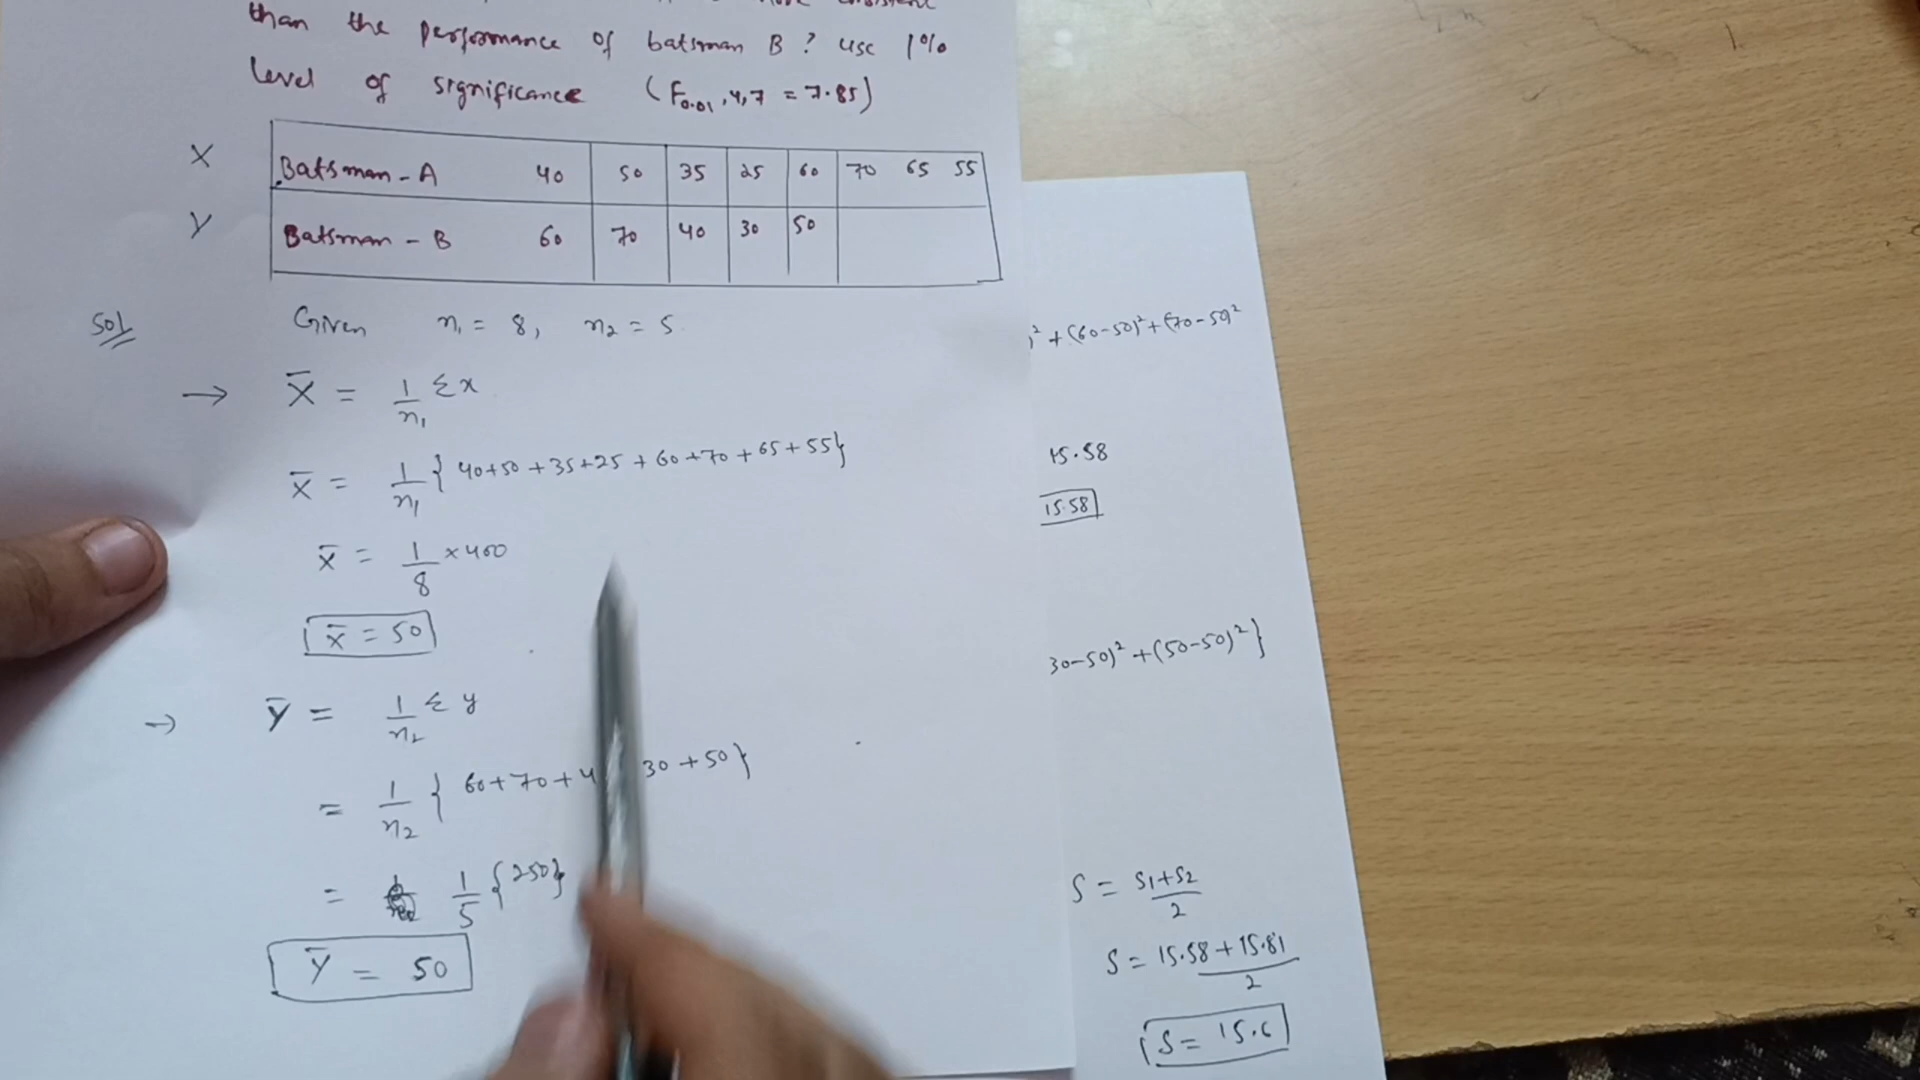 than the performance of batsman B ? use 1%
level of significance (F0.01, 4,7 = 7.85)
X Batsman - A 40 50 35 25 60 70 65 55
Y Batsman - B 60 70 40 30 50
Sol Given n1 = 8, n2 = 5
→ X̄ = 1/n1 Σx
x̄ = 1/n1 { 40+50+35+25+60+70+65+55}
x̄ = 1/8 × 400
x̄ = 50
→ Ȳ = 1/n2 Σy
= 1/n2 { 60+70+4 30+50}
= 1/5 {250}
Ȳ = 50
)² + (60-50)² + (70-50)²
15.58
15.58
30-50)² + (50-50)² }
S = S1+S2/2
S = 15.58+15.81/2
S = 15.6